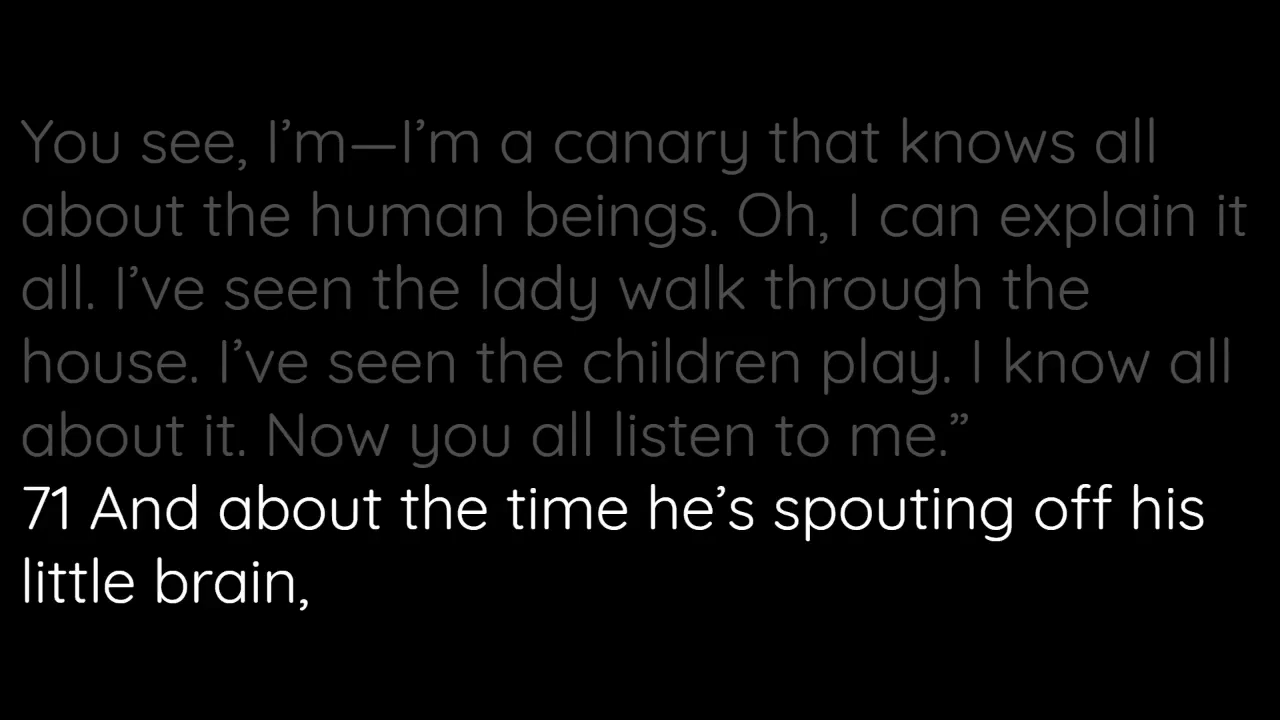 You see, I’m—I’m a canary that knows all
about the human beings. Oh, I can explain it
all. I’ve seen the lady walk through the
house. I’ve seen the children play. I know all
about it. Now you all listen to me.”
71 And about the time he’s spouting off his
little brain,